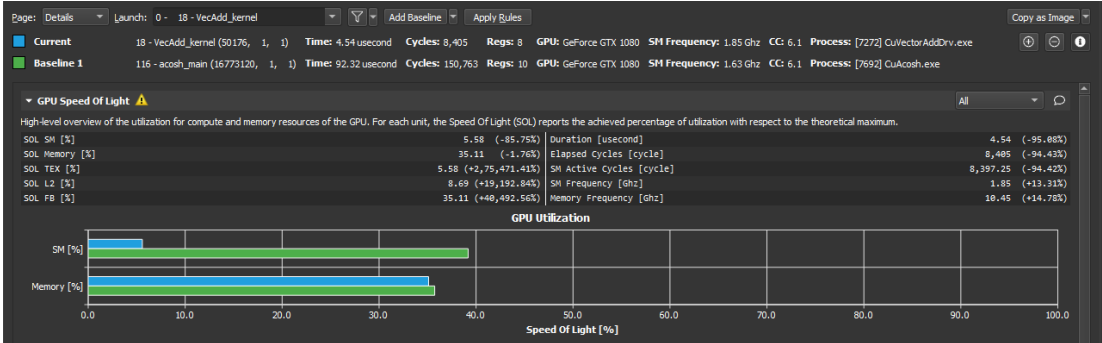 Page: Details Launch: 0 - 18 - VecAdd_kernel Add Baseline Apply Rules Copy as Image
Current 18 - VecAdd_kernel (50176, 1, 1) Time: 4.54 usecond Cycles: 8,405 Regs: 8 GPU: GeForce GTX 1080 SM Frequency: 1.85 Ghz CC: 6.1 Process: [7272] CuVectorAddDrv.exe
Baseline 1 116 - acosh_main (16773120, 1, 1) Time: 92.32 usecond Cycles: 150,763 Regs: 10 GPU: GeForce GTX 1080 SM Frequency: 1.63 Ghz CC: 6.1 Process: [7692] CuAcosh.exe
GPU Speed Of Light All
High-level overview of the utilization for compute and memory resources of the GPU. For each unit, the Speed Of Light (SOL) reports the achieved percentage of utilization with respect to the theoretical maximum.
SOL SM [%] 5.58 (-85.75%) Duration [usecond] 4.54 (-95.08%)
SOL Memory [%] 35.11 (-1.76%) Elapsed Cycles [cycle] 8,405 (-94.43%)
SOL TEX [%] 5.58 (+2,75,471.41%) SM Active Cycles [cycle] 8,397.25 (-94.42%)
SOL L2 [%] 8.69 (+19,192.84%) SM Frequency [Ghz] 1.85 (+13.31%)
SOL FB [%] 35.11 (+40,492.56%) Memory Frequency [Ghz] 10.45 (+14.78%)
GPU Utilization
SM [%]
Memory [%]
0.0 10.0 20.0 30.0 40.0 50.0 60.0 70.0 80.0 90.0 100.0
Speed Of Light [%]